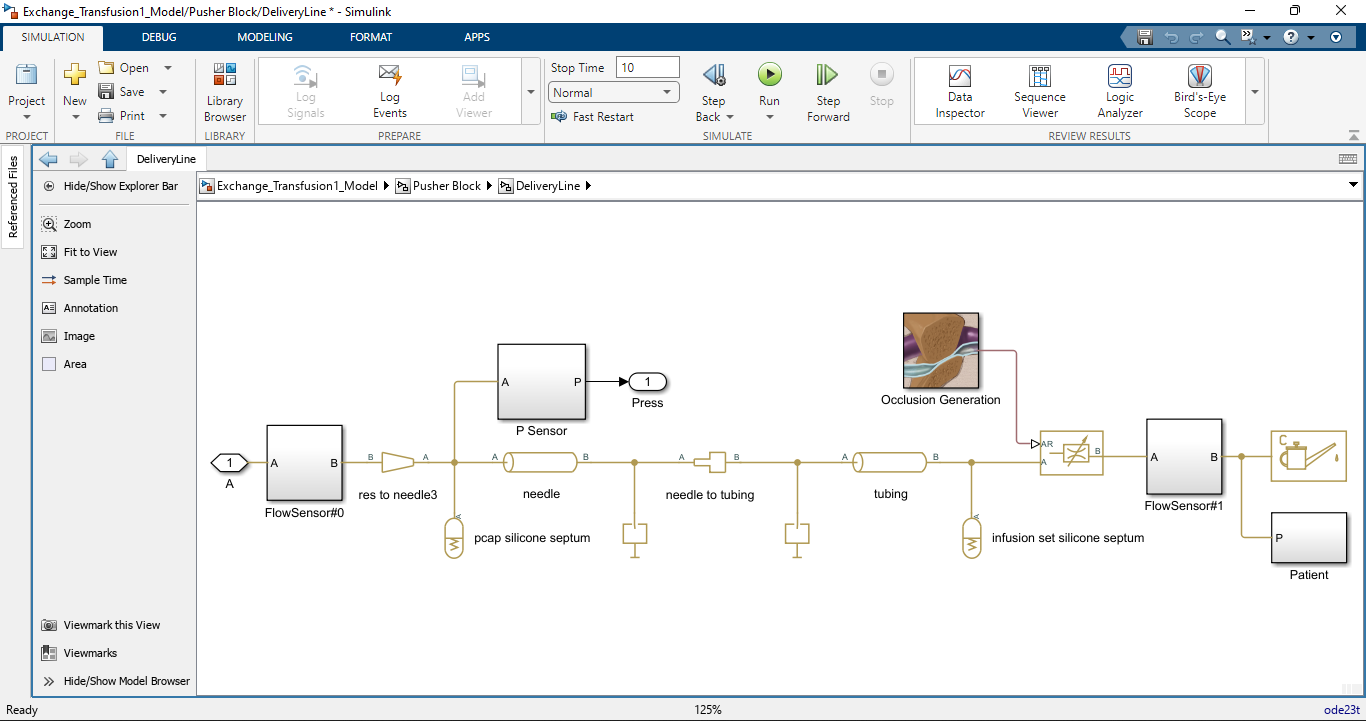 Exchange_Transfusion1_Model/Pusher Block/DeliveryLine * - Simulink
SIMULATION DEBUG MODELING FORMAT APPS
Project
New
Open
Save
Print
Library
Browser
Log
Signals
Log
Events
Add
Viewer
Stop Time 10
Normal
Fast Restart
Step
Back
Run
Step
Forward
Stop
Data
Inspector
Sequence
Viewer
Logic
Analyzer
Bird's-Eye
Scope
PROJECT FILE LIBRARY PREPARE SIMULATE REVIEW RESULTS
Referenced Files
DeliveryLine
Hide/Show Explorer Bar
Exchange_Transfusion1_Model Pusher Block DeliveryLine
Zoom
Fit to View
Sample Time
Annotation
Image
Area
Viewmark this View
Viewmarks
Hide/Show Model Browser
Occlusion Generation
A P
1
Press
P Sensor
1
A
A B
FlowSensor#0
B A
res to needle3
A B
needle
A B
needle to tubing
A B
tubing
AR
A
B
A B
FlowSensor#1
C
P
Patient
A
pcap silicone septum
A
infusion set silicone septum
Ready
125%
ode23t